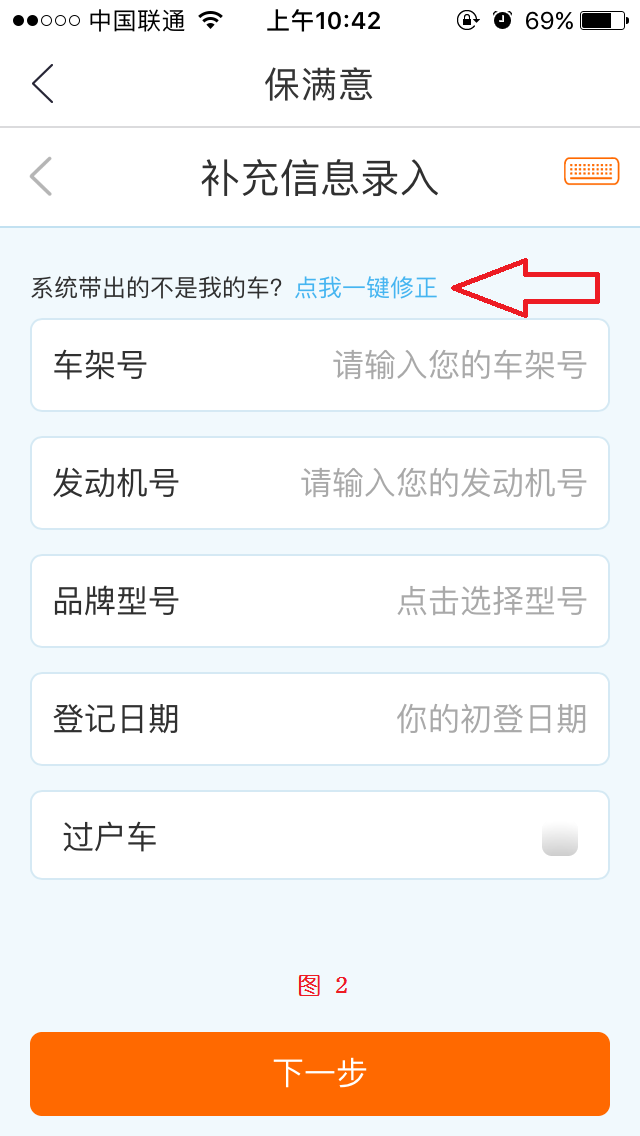 中国联通 上午10:42 69%
保满意
补充信息录入
系统带出的不是我的车? 点我一键修正
车架号 请输入您的车架号
发动机号 请输入您的发动机号
品牌型号 点击选择型号
登记日期 你的初登日期
过户车
图 2
下一步